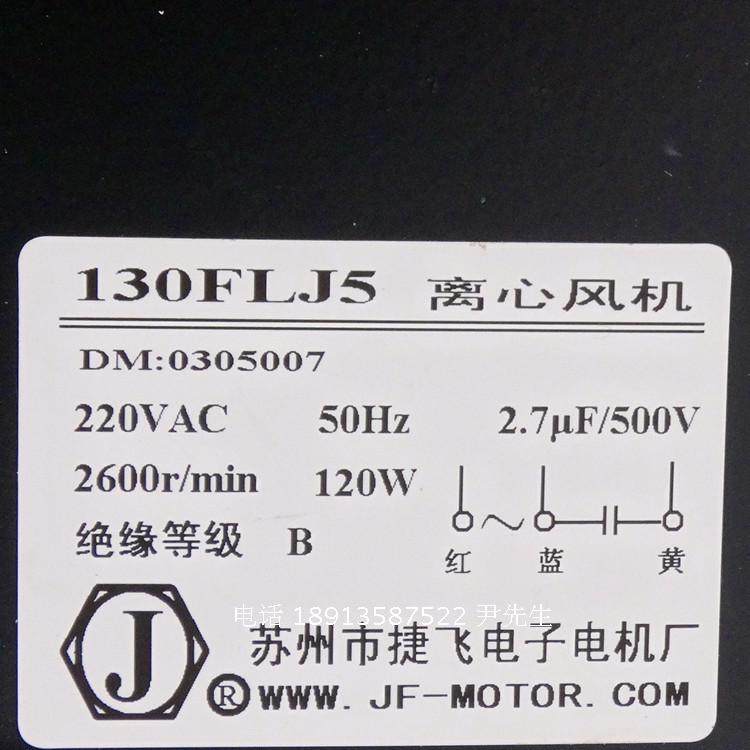 130FLJ5 离心风机
DM:0305007
220VAC 50Hz 2.7μF/500V
2600r/min 120W
绝缘等级 B
红 ~ 蓝 黄
电话 18913587522 尹先生
J 苏州市捷飞电子电机厂
® WWW. JF-MOTOR. COM